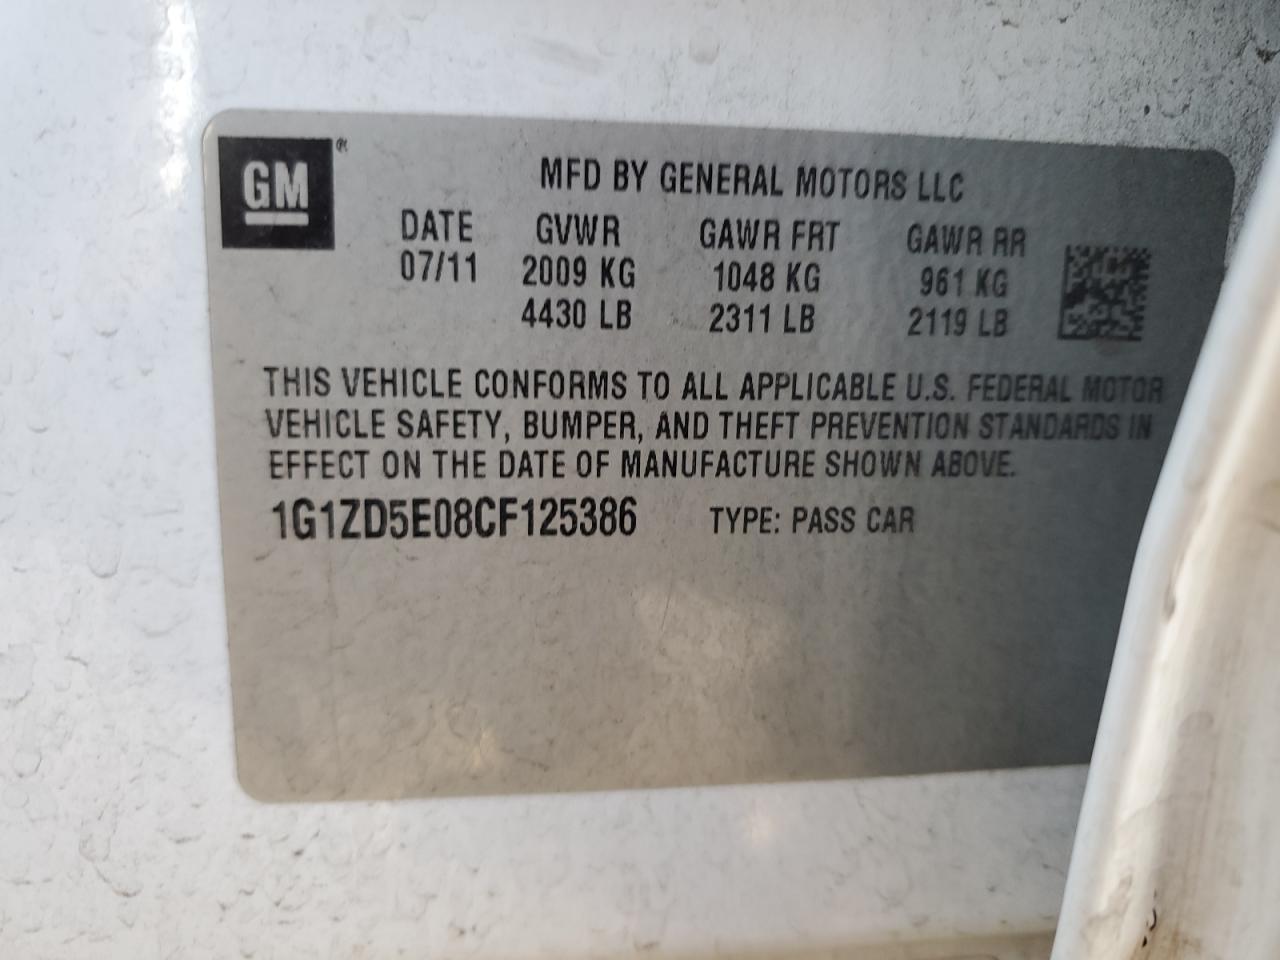 GM®
MFD BY GENERAL MOTORS LLC
DATE GVWR GAWR FRT GAWR RR
07/11 2009 KG 1048 KG 961 KG
4430 LB 2311 LB 2119 LB
THIS VEHICLE CONFORMS TO ALL APPLICABLE U.S. FEDERAL MOTOR
VEHICLE SAFETY, BUMPER, AND THEFT PREVENTION STANDARDS IN
EFFECT ON THE DATE OF MANUFACTURE SHOWN ABOVE.
1G1ZD5E08CF125386 TYPE: PASS CAR